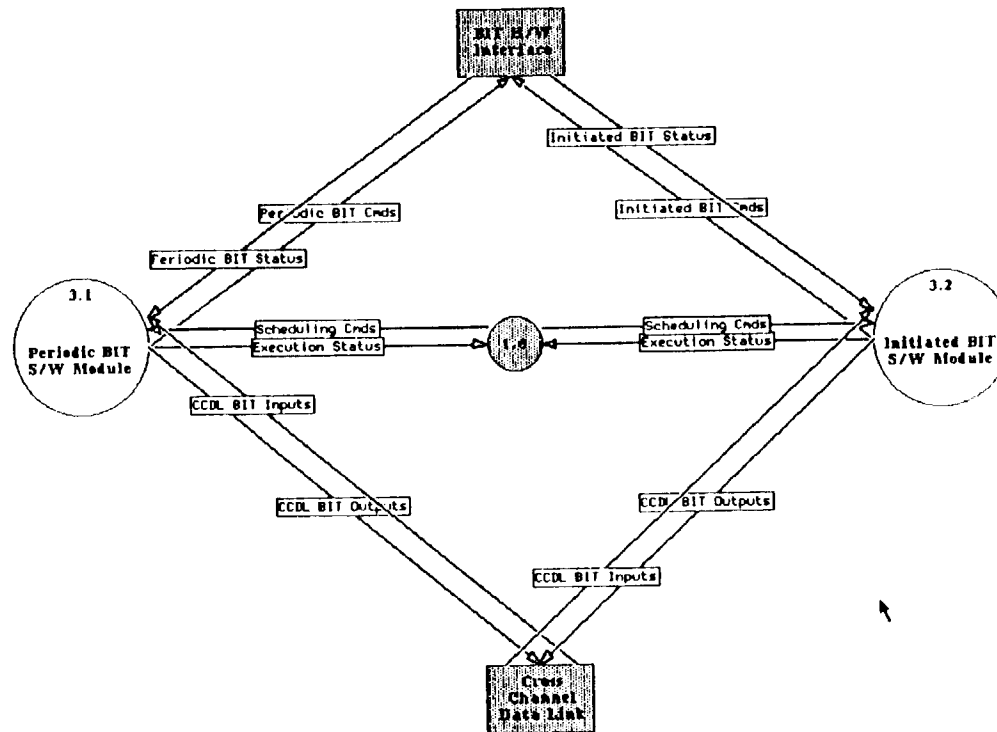 BIT H/W
Interface
Initiated BIT Status
Periodic BIT Cmds
Initiated BIT Cmds
Periodic BIT Status
3.1
Periodic BIT
S/W Module
Scheduling Cmds
Execution Status
Scheduling Cmds
Execution Status
3.2
Initiated BIT
S/W Module
CCDL BIT Inputs
CCDL BIT Outputs
CCDL BIT Outputs
CCDL BIT Inputs
Cross
Channel
Data Link